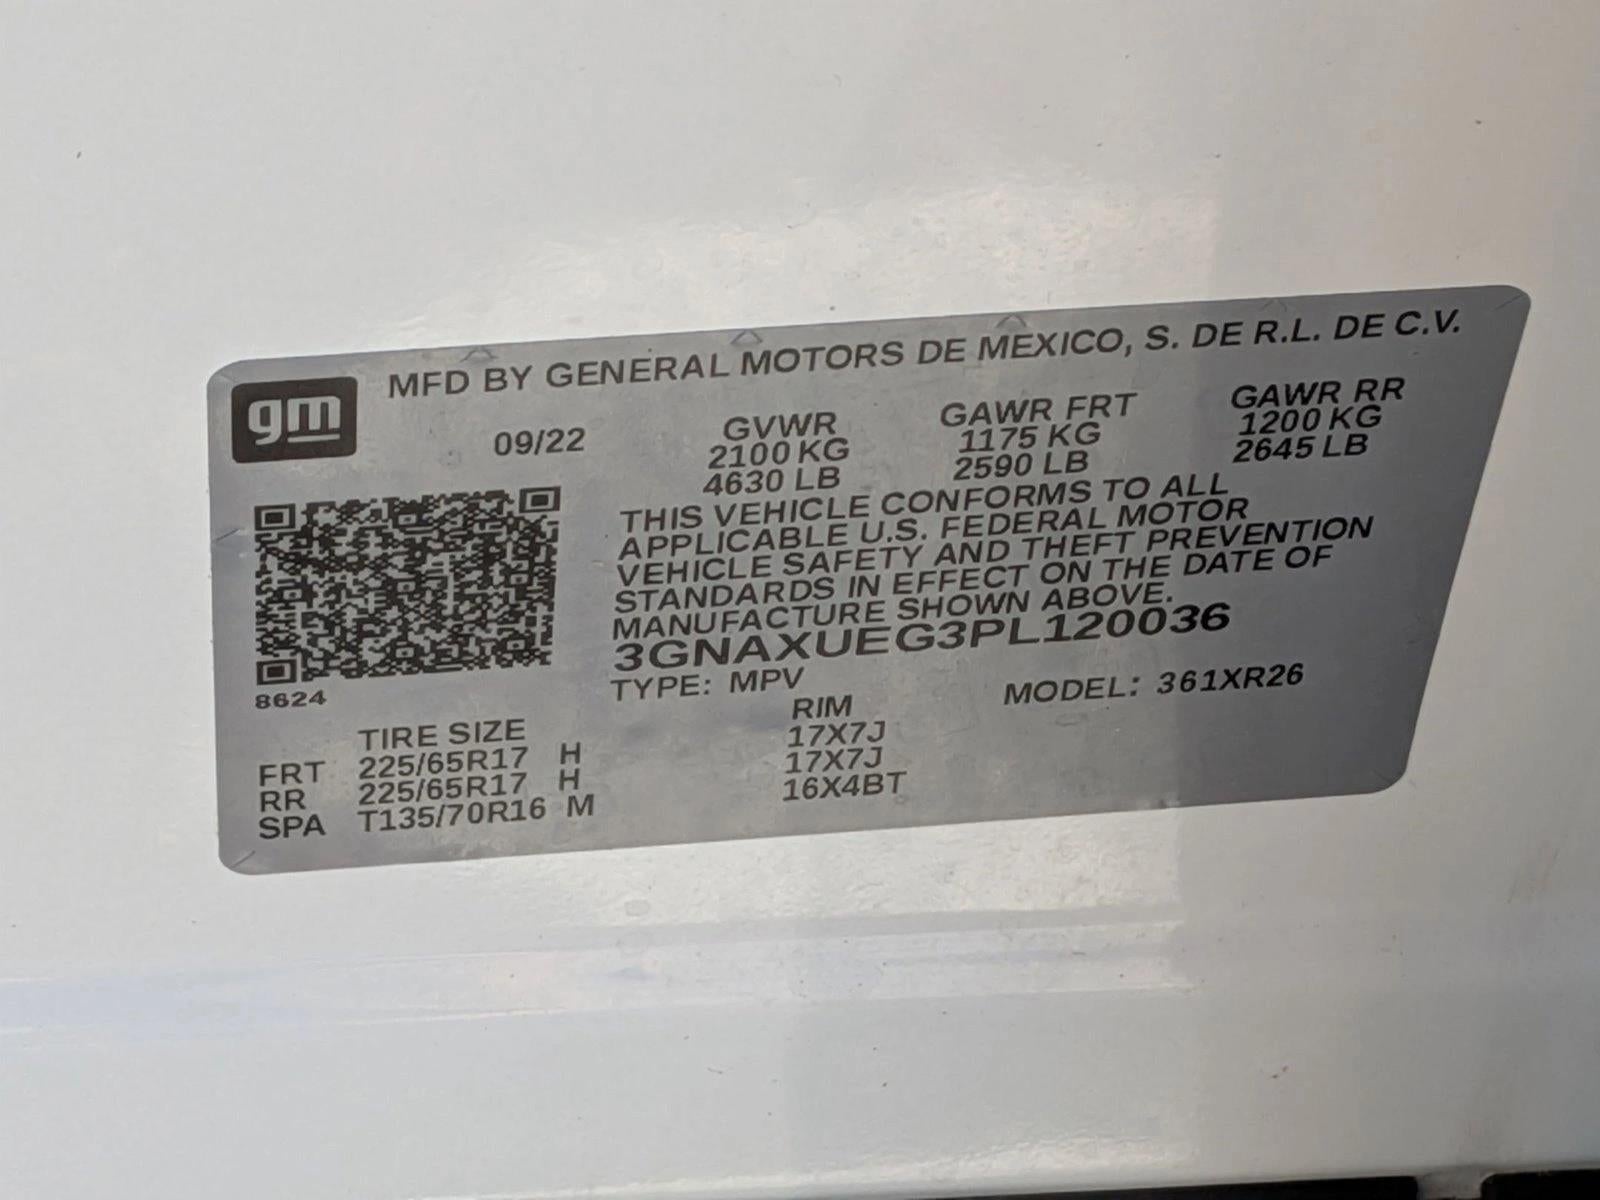 MFD BY GENERAL MOTORS DE MEXICO, S. DE R.L. DE C.V.
gm
09/22
GVWR
2100 KG
4630 LB
GAWR FRT
1175 KG
2590 LB
GAWR RR
1200 KG
2645 LB
THIS VEHICLE CONFORMS TO ALL
APPLICABLE U.S. FEDERAL MOTOR
VEHICLE SAFETY AND THEFT PREVENTION
STANDARDS IN EFFECT ON THE DATE OF
MANUFACTURE SHOWN ABOVE.
3GNAXUEG3PL120036
8624
TYPE: MPV MODEL: 361XR26
TIRE SIZE RIM
FRT 225/65R17 H 17X7J
RR 225/65R17 H 17X7J
SPA T135/70R16 M 16X4BT